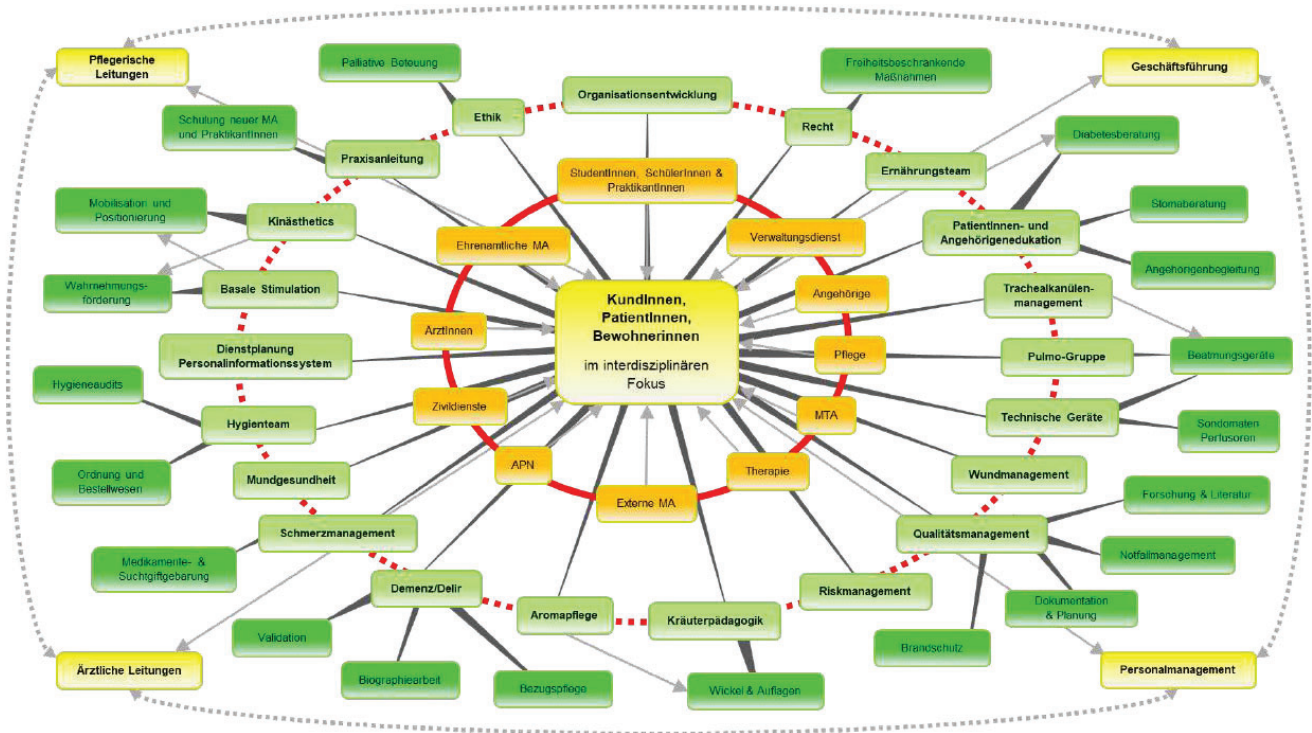 Pflegerische
Leitungen
Palliative Beteuung
Freiheitsbeschränkende
Maßnahmen
Geschäftsführung
Organisationsentwicklung
Ethik
Recht
Schulung neuer MA
und PraktikantInnen
Diabetesberatung
Praxisanleitung
Ernährungsteam
StudentInnen, SchülerInnen &
PraktikantInnen
Mobilisation und
Positionierung
Kinästhetics
Ehrenamtliche MA
Verwaltungsdienst
PatientInnen- und
Angehörigenedukation
Stomaberatung
Angehörigenbegleitung
Wahrnehmungs-
förderung
Basale Stimulation
KundInnen,
PatientInnen,
Bewohnerinnen
im interdisziplinären
Fokus
Angehörige
Trachealkanülen-
management
ÄrztInnen
Dienstplanung
Personalinformationssystem
Pflege
Pulmo-Gruppe
Beatmungsgeräte
Hygieneaudits
Zivildienste
MTA
Technische Geräte
Hygienteam
Sondomaten
Perfusoren
Ordnung und
Bestellwesen
Mundgesundheit
APN
Therapie
Wundmanagement
Externe MA
Forschung & Literatur
Schmerzmanagement
Qualitätsmanagement
Medikamente- &
Suchtgiftgebarung
Notfallmanagement
Demenz/Delir
Riskmanagement
Aromapflege
Kräuterpädagogik
Dokumentation
& Planung
Validation
Brandschutz
Ärztliche Leitungen
Personalmanagement
Biographiearbeit
Bezugspflege
Wickel & Auflagen